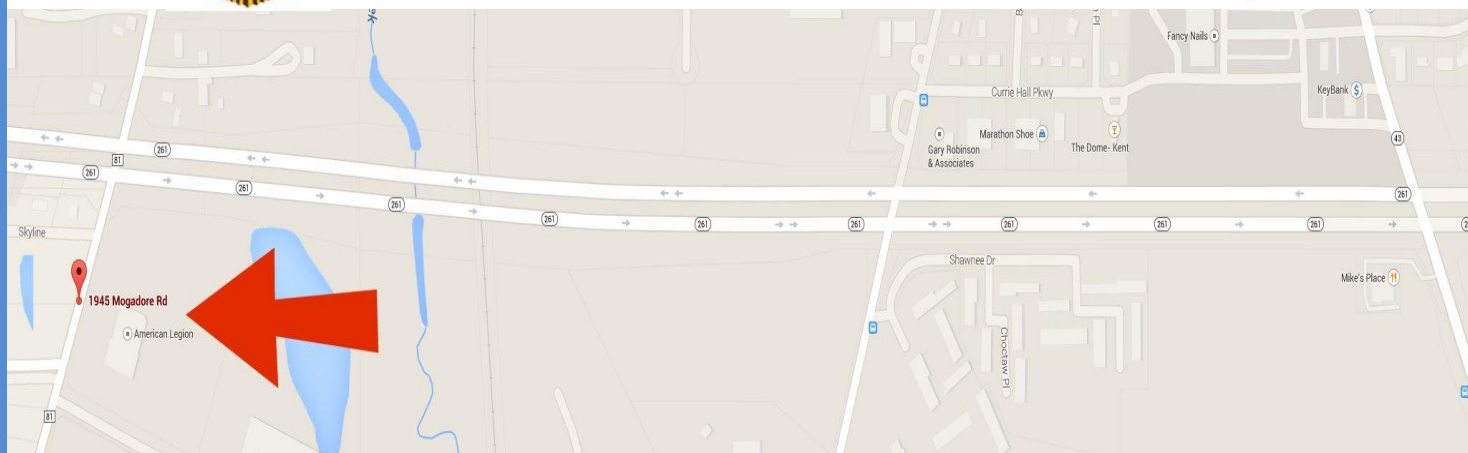 Fancy Nails
KeyBank
Currie Hall Pkwy
Marathon Shoe
Gary Robinson
& Associates
The Dome- Kent
43
261
81
261
261
261
261
261
261
261
261
261
261
261
Skyline
Shawnee Dr
Mike's Place
1945 Mogadore Rd
American Legion
Choctaw Pl
81